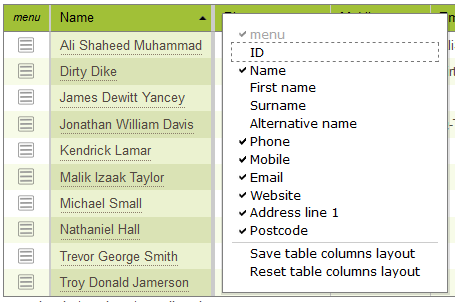 menu Name
Ali Shaheed Muhammad
Dirty Dike
James Dewitt Yancey
Jonathan William Davis
Kendrick Lamar
Malik Izaak Taylor
Michael Small
Nathaniel Hall
Trevor George Smith
Troy Donald Jamerson
menu
ID
Name
First name
Surname
Alternative name
Phone
Mobile
Email
Website
Address line 1
Postcode
Save table columns layout
Reset table columns layout